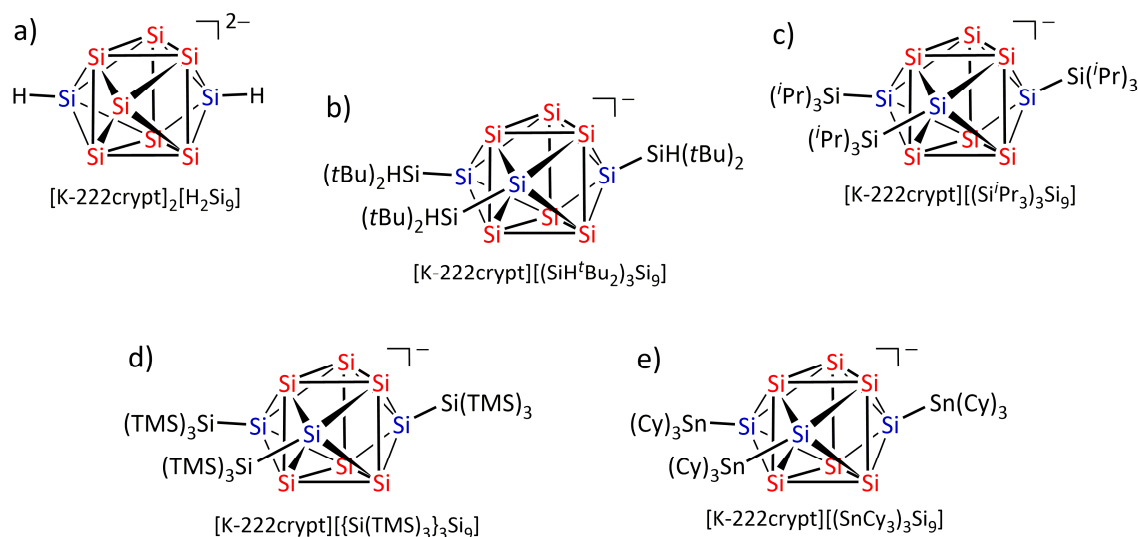 a)
2−
Si
Si Si
H Si Si Si H
Si
Si Si
[K-222crypt]₂[H₂Si₉]
b)
−
Si
Si Si
SiH(tBu)₂
(tBu)₂HSi Si Si Si
(tBu)₂HSi Si
Si Si
[K-222crypt][(SiHᵗBu₂)₃Si₉]
c)
−
Si
Si Si
Si(ⁱPr)₃
(ⁱPr)₃Si Si Si Si
(ⁱPr)₃Si Si
Si Si
[K-222crypt][(SiⁱPr₃)₃Si₉]
d)
−
Si
Si Si
Si(TMS)₃
(TMS)₃Si Si Si Si
(TMS)₃Si Si
Si Si
[K-222crypt][{Si(TMS)₃}₃Si₉]
e)
−
Si
Si Si
Sn(Cy)₃
(Cy)₃Sn Si Si Si
(Cy)₃Sn Si
Si Si
[K-222crypt][(SnCy₃)₃Si₉]